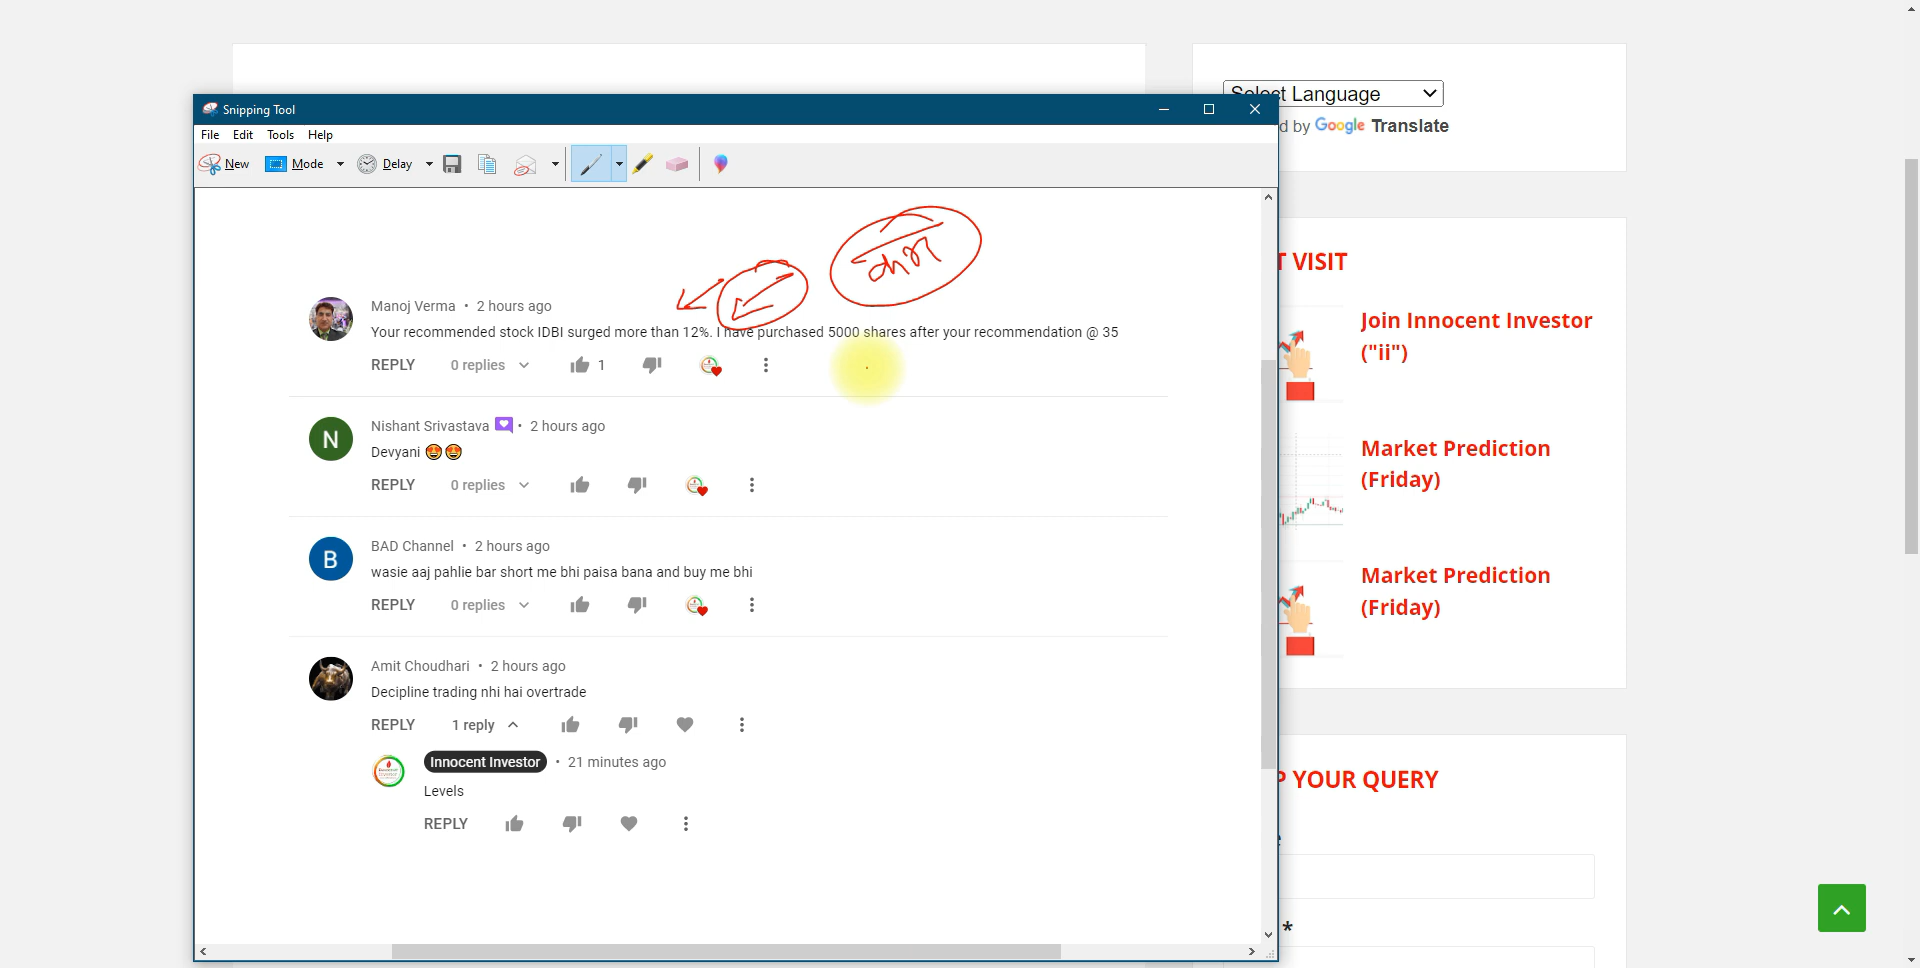 Select Language
d by Google Translate
Snipping Tool
File Edit Tools Help
New Mode Delay
Manoj Verma • 2 hours ago
Your recommended stock IDBI surged more than 12%. I have purchased 5000 shares after your recommendation @ 35
REPLY 0 replies 1
Nishant Srivastava • 2 hours ago
Devyani 🤩🤩
REPLY 0 replies
N
BAD Channel • 2 hours ago
wasie aaj pahlie bar short me bhi paisa bana and buy me bhi
REPLY 0 replies
B
Amit Choudhari • 2 hours ago
Decipline trading nhi hai overtrade
REPLY 1 reply
Innocent Investor • 21 minutes ago
Levels
REPLY
T VISIT
Join Innocent Investor
("ii")
Market Prediction
(Friday)
Market Prediction
(Friday)
P YOUR QUERY
e
*